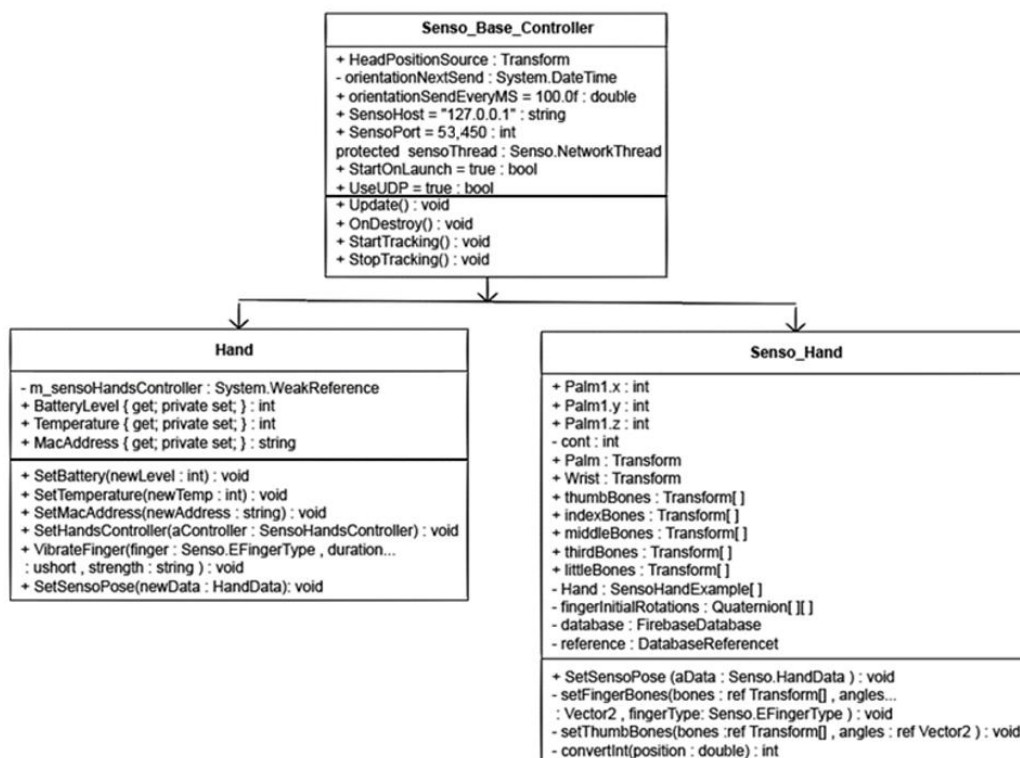 Senso_Base_Controller
+ HeadPositionSource : Transform
- orientationNextSend : System.DateTime
+ orientationSendEveryMS = 100.0f : double
+ SensoHost = "127.0.0.1" : string
+ SensoPort = 53,450 : int
protected sensoThread : Senso.NetworkThread
+ StartOnLaunch = true : bool
+ UseUDP = true : bool
+ Update() : void
+ OnDestroy() : void
+ StartTracking() : void
+ StopTracking() : void
Hand
- m_sensoHandsController : System.WeakReference
+ BatteryLevel { get; private set; } : int
+ Temperature { get; private set; } : int
+ MacAddress { get; private set; } : string
+ SetBattery(newLevel : int) : void
+ SetTemperature(newTemp : int) : void
+ SetMacAddress(newAddress : string) : void
+ SetHandsController(aController : SensoHandsController) : void
+ VibrateFinger(finger : Senso.EFingerType , duration...
: ushort , strength : string ) : void
+ SetSensoPose(newData : HandData): void
Senso_Hand
+ Palm1.x : int
+ Palm1.y : int
+ Palm1.z : int
- cont : int
+ Palm : Transform
+ Wrist : Transform
+ thumbBones : Transform[ ]
+ indexBones : Transform[ ]
+ middleBones : Transform[ ]
+ thirdBones : Transform[ ]
+ littleBones : Transform[ ]
- Hand : SensoHandExample[ ]
- fingerInitialRotations : Quaternion[ ][ ]
- database : FirebaseDatabase
- reference : DatabaseReferencet
+ SetSensoPose (aData : Senso.HandData ) : void
- setFingerBones(bones : ref Transform[] , angles...
: Vector2 , fingerType: Senso.EFingerType ) : void
- setThumbBones(bones :ref Transform[] , angles : ref Vector2 ) : void
- convertInt(position : double) : int